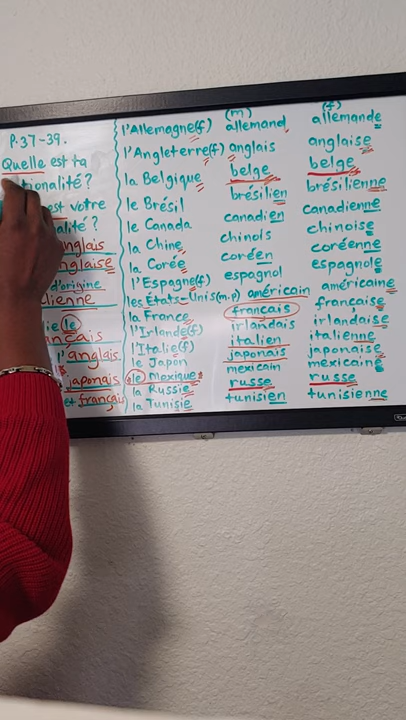 P.37-39.
Quelle est ta
nationalité?
est votre
alité?
anglais
anglaise
d'origine
dienne
ie le
ançais
l'anglais.
japonais
et français
(m) (f)
l'Allemagne(f) allemand allemande
l'Angleterre(f) anglais anglaise
la Belgique belge belge
le Brésil brésilien brésilienne
le Canada canadien canadienne
la Chine chinois chinoise
la Corée coréen coréenne
l'Espagne(f) espagnol espagnole
les États-Unis(m.p) américain américaine
la France français française
l'Irlande(f) irlandais irlandaise
l'Italie(f) italien italienne
le Japon japonais japonaise
le Mexique mexicain mexicaine
la Russie russe russe
la Tunisie tunisien tunisienne